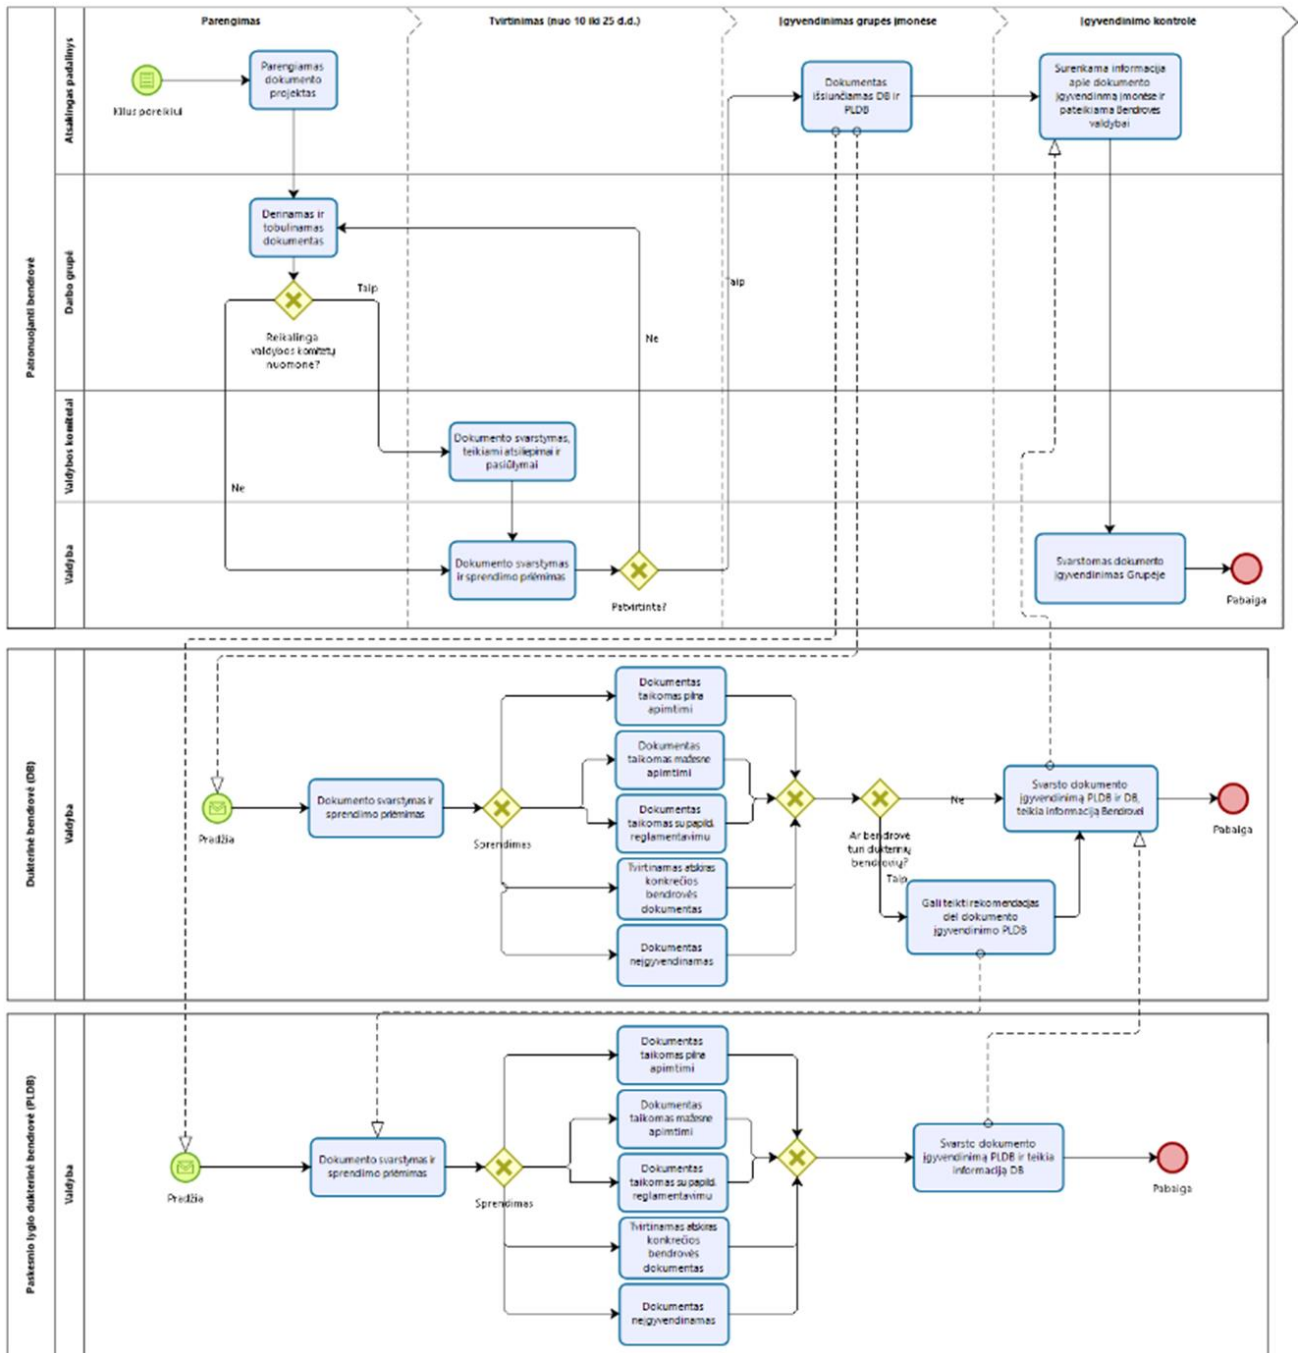 Parengimas
Tvirtinimas (nuo 10 iki 25 d.d.)
Įgyvendinimas grupės įmonėse
Įgyvendinimo kontrolė
Patronuojanti bendrovė
Atsakingas padalinys
Kilus poreikiui
Parengiamas
dokumento
projektas
Dokumentas
išsiunčiamas DB ir
PLDB
Surenkama informacija
apie dokumento
įgyvendinmą įmonėse ir
pateikiama Bendrovės
valdybai
Darbo grupė
Derinamas ir
tobulinamas
dokumentas
Taip
Reikalinga
valdybos komitetų
nuomonė?
Ne
Taip
Valdybos komitetai
Dokumento svarstymas,
teikiami atsiliepimai ir
pasiūlymai
Ne
Valdyba
Dokumento svarstymas
ir sprendimo priėmimas
Patvirtinta?
Svarstomas dokumento
įgyvendinimas Grupėje
Pabaiga
Dukterinė bendrovė (DB)
Valdyba
Pradžia
Dokumento svarstymas ir
sprendimo priėmimas
Sprendimas
Dokumentas
taikomas pilna
apimtimi
Dokumentas
taikomas mažesne
apimtimi
Dokumentas
taikomas su papild.
reglamentavimu
Tvirtinamas atskiras
konkrečios
bendrovės
dokumentas
Dokumentas
neįgyvendinamas
Ar bendrovė
turi dukterinių
bendrovių?
Ne
Taip
Svarsto dokumento
įgyvendinimą PLDB ir DB,
teikia informaciją Bendrovei
Gali teikti rekomendacijas
dėl dokumento
įgyvendinimo PLDB
Pabaiga
Paskesnio lygio dukterinė bendrovė (PLDB)
Valdyba
Pradžia
Dokumento svarstymas ir
sprendimo priėmimas
Sprendimas
Dokumentas
taikomas pilna
apimtimi
Dokumentas
taikomas mažesne
apimtimi
Dokumentas
taikomas su papild.
reglamentavimu
Tvirtinamas atskiras
konkrečios
bendrovės
dokumentas
Dokumentas
neįgyvendinamas
Svarsto dokumento
įgyvendinimą PLDB ir teikia
informaciją DB
Pabaiga